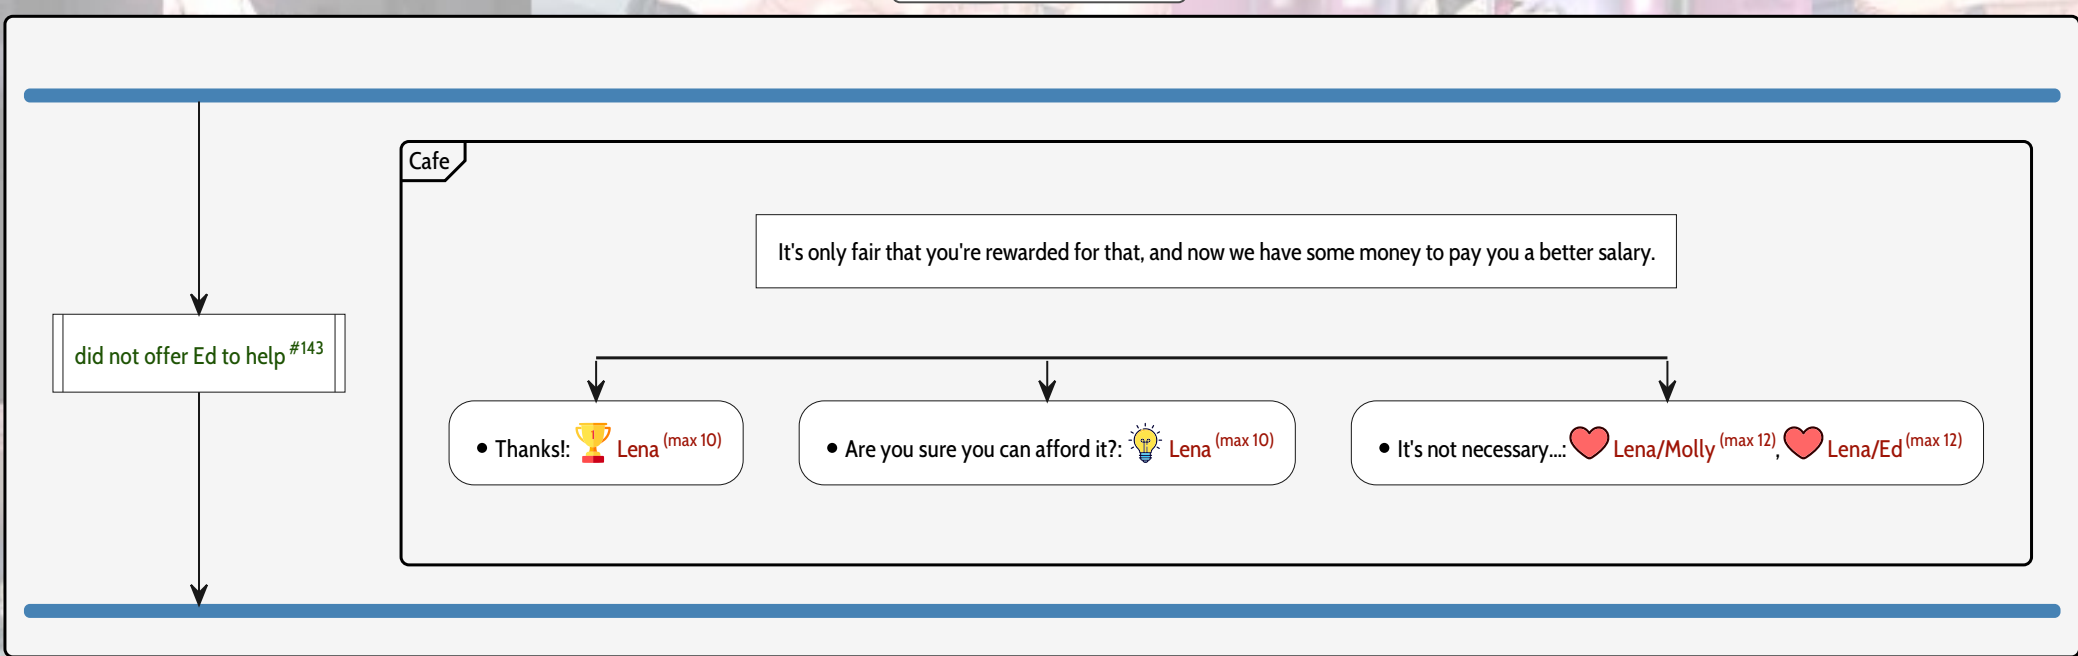 Cafe
It's only fair that you're rewarded for that, and now we have some money to pay you a better salary.
did not offer Ed to help #143
• Thanks!: 1 Lena (max 10)
• Are you sure you can afford it?: Lena (max 10)
• It's not necessary...: Lena/Molly (max 12), Lena/Ed (max 12)